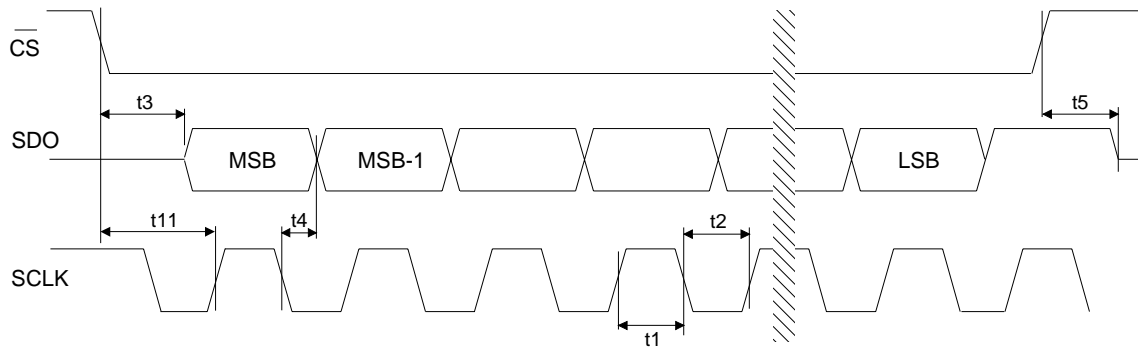 CS
t3
t5
SDO
MSB
MSB-1
LSB
t11
t4
t2
SCLK
t1